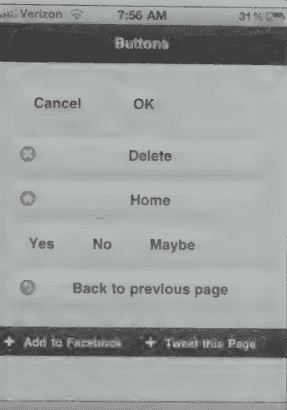 Verizon 7:56 AM 31%
Buttons
Cancel OK
Delete
Home
Yes No Maybe
Back to previous page
Add to Facebook Tweet this Page